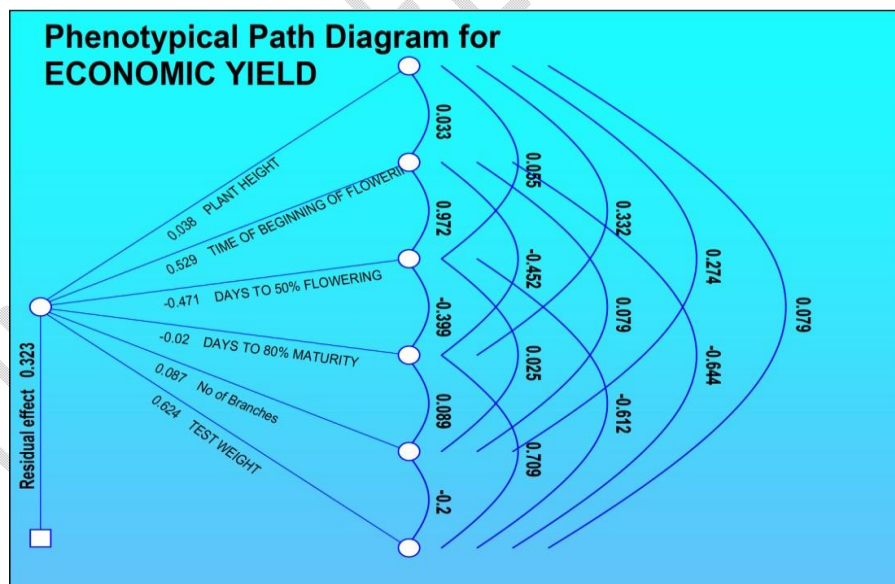 Phenotypical Path Diagram for
ECONOMIC YIELD
0.038 PLANT HEIGHT
0.529 TIME OF BEGINNING OF FLOWERIN
-0.471 DAYS TO 50% FLOWERING
-0.02 DAYS TO 80% MATURITY
0.087 No of Branches
0.624 TEST WEIGHT
Residual effect 0.323
0.033
0.972
-0.399
0.089
-0.2
0.055
-0.452
0.025
0.709
0.332
0.079
-0.612
0.274
-0.644
0.079